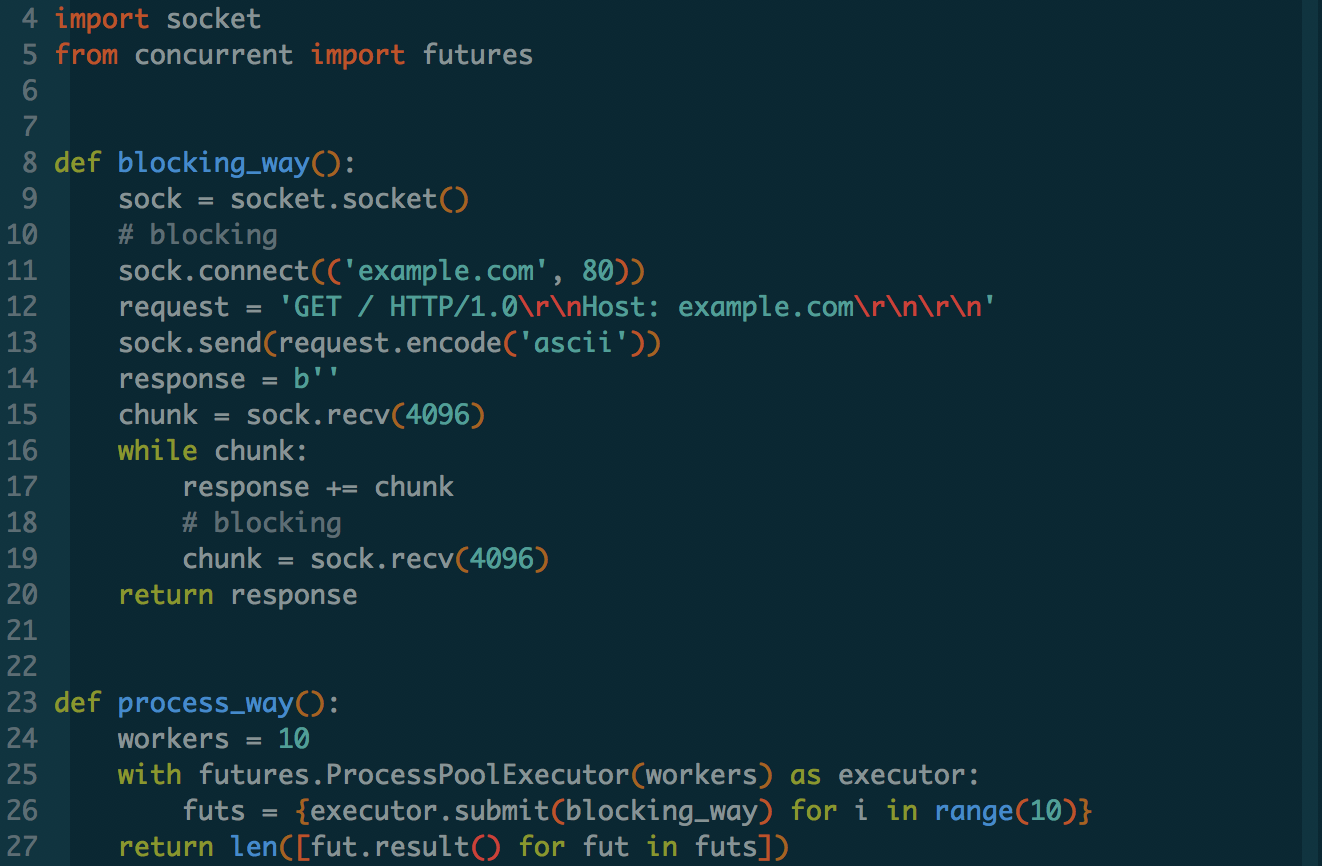 4 import socket
5 from concurrent import futures
6
7
8 def blocking_way():
9     sock = socket.socket()
10     # blocking
11     sock.connect(('example.com', 80))
12     request = 'GET / HTTP/1.0\r\nHost: example.com\r\n\r\n'
13     sock.send(request.encode('ascii'))
14     response = b''
15     chunk = sock.recv(4096)
16     while chunk:
17         response += chunk
18         # blocking
19         chunk = sock.recv(4096)
20     return response
21
22
23 def process_way():
24     workers = 10
25     with futures.ProcessPoolExecutor(workers) as executor:
26         futs = {executor.submit(blocking_way) for i in range(10)}
27     return len([fut.result() for fut in futs])